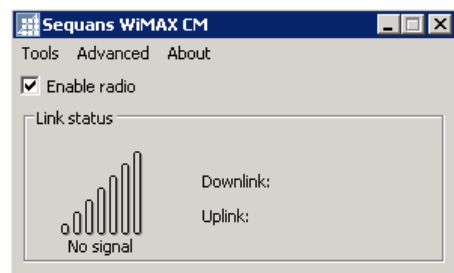 Sequans WiMAX CM
Tools Advanced About
Enable radio
Link status
Downlink:
Uplink:
No signal